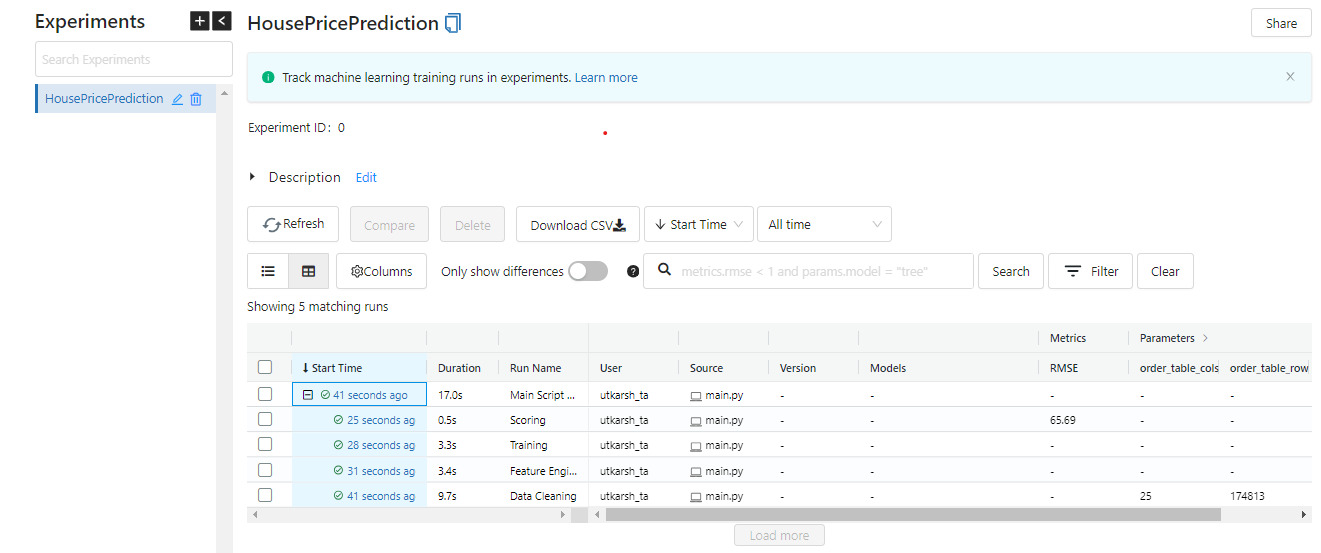 Experiments
Search Experiments
HousePricePrediction
HousePricePrediction
Share
Track machine learning training runs in experiments. Learn more
Experiment ID: 0
Description Edit
Refresh Compare Delete Download CSV Start Time All time
Columns Only show differences metrics.rmse < 1 and params.model = "tree" Search Filter Clear
Showing 5 matching runs
Metrics Parameters
Start Time Duration Run Name User Source Version Models RMSE order_table_cols order_table_row
41 seconds ago 17.0s Main Script ... utkarsh_ta main.py - - - - -
25 seconds ag 0.5s Scoring utkarsh_ta main.py - - 65.69 - -
28 seconds ag 3.3s Training utkarsh_ta main.py - - - - -
31 seconds ag 3.4s Feature Engi... utkarsh_ta main.py - - - - -
41 seconds ag 9.7s Data Cleaning utkarsh_ta main.py - - - 25 174813
Load more